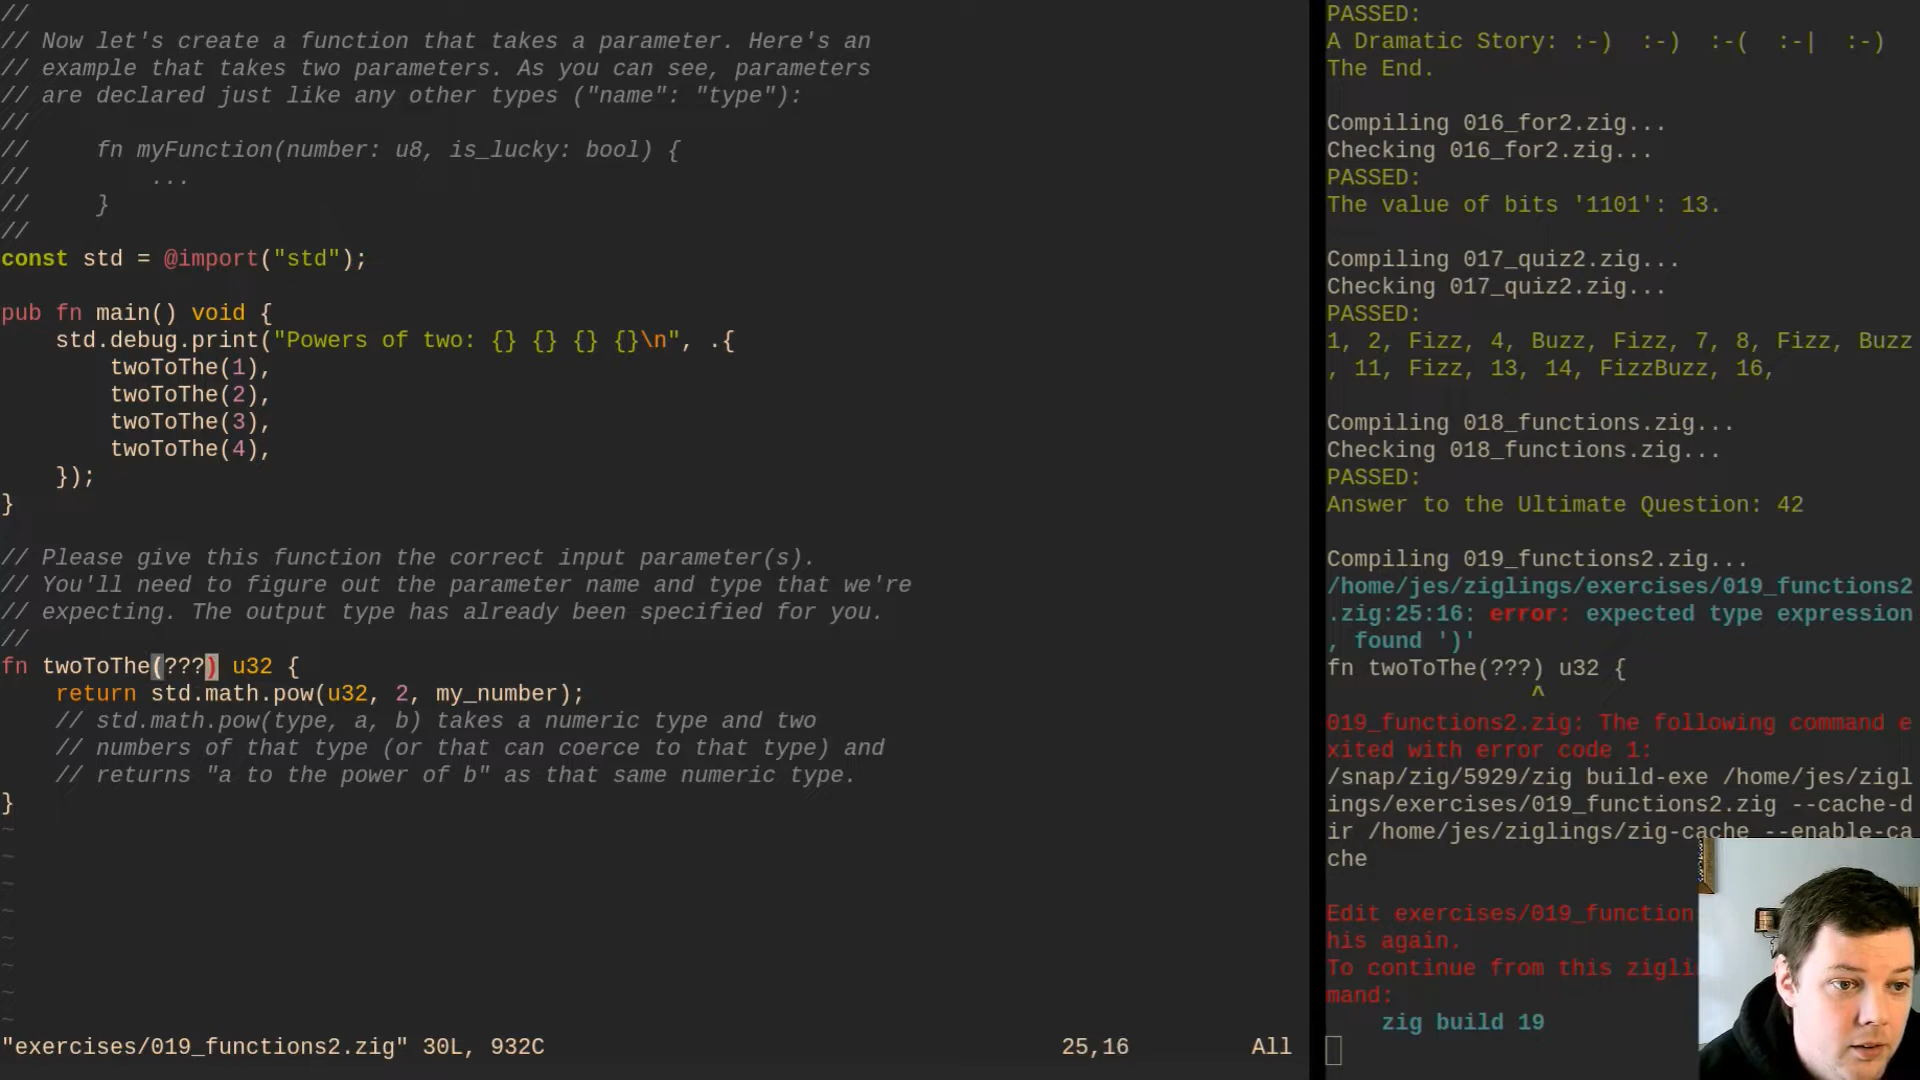 //
// Now let's create a function that takes a parameter. Here's an
// example that takes two parameters. As you can see, parameters
// are declared just like any other types ("name": "type"):
//
//     fn myFunction(number: u8, is_lucky: bool) {
//         ...
//     }
//
const std = @import("std");
pub fn main() void {
    std.debug.print("Powers of two: {} {} {} {}\n", .{
        twoToThe(1),
        twoToThe(2),
        twoToThe(3),
        twoToThe(4),
    });
}
// Please give this function the correct input parameter(s).
// You'll need to figure out the parameter name and type that we're
// expecting. The output type has already been specified for you.
//
fn twoToThe(???) u32 {
    return std.math.pow(u32, 2, my_number);
    // std.math.pow(type, a, b) takes a numeric type and two
    // numbers of that type (or that can coerce to that type) and
    // returns "a to the power of b" as that same numeric type.
}
~
~
~
~
~
~
~
~
"exercises/019_functions2.zig" 30L, 932C 25,16 All
PASSED:
A Dramatic Story: :-)  :-)  :-(  :-|  :-)
The End.
Compiling 016_for2.zig...
Checking 016_for2.zig...
PASSED:
The value of bits '1101': 13.
Compiling 017_quiz2.zig...
Checking 017_quiz2.zig...
PASSED:
1, 2, Fizz, 4, Buzz, Fizz, 7, 8, Fizz, Buzz
, 11, Fizz, 13, 14, FizzBuzz, 16,
Compiling 018_functions.zig...
Checking 018_functions.zig...
PASSED:
Answer to the Ultimate Question: 42
Compiling 019_functions2.zig...
/home/jes/ziglings/exercises/019_functions2
.zig:25:16: error: expected type expression
, found ')'
fn twoToThe(???) u32 {
               ^
019_functions2.zig: The following command e
xited with error code 1:
/snap/zig/5929/zig build-exe /home/jes/zigl
ings/exercises/019_functions2.zig --cache-d
ir /home/jes/ziglings/zig-cache --enable-ca
che
Edit exercises/019_function
his again.
To continue from this zigli
mand:
    zig build 19